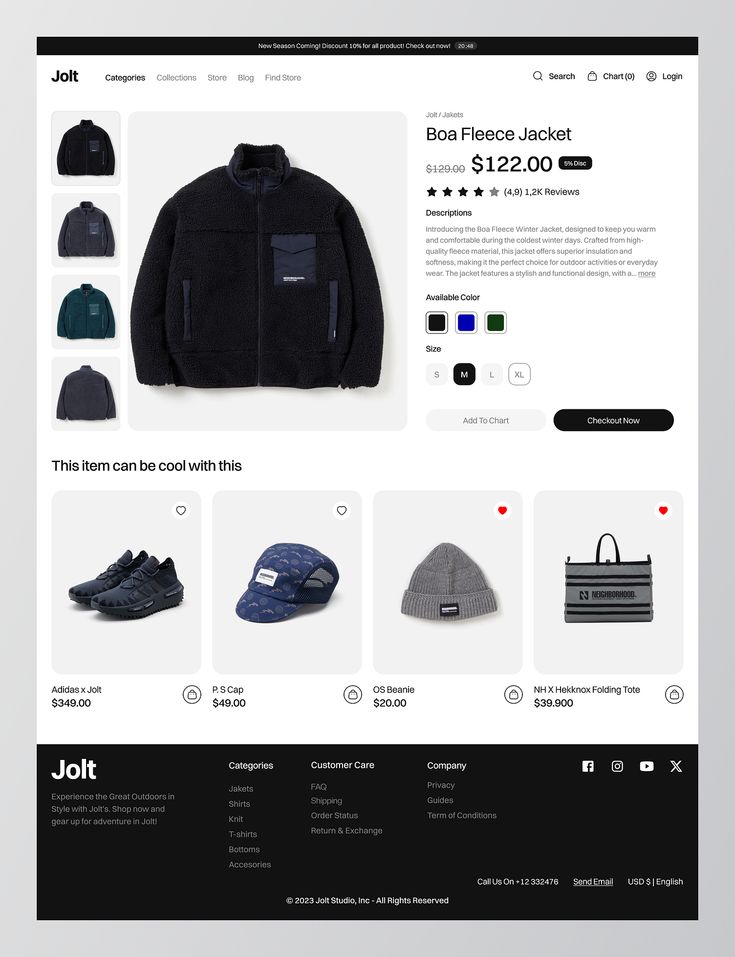 New Season Coming! Discount 10% for all product! Check out now! 20:48
Jolt Categories Collections Store Blog Find Store Search Chart (0) Login
Jolt / Jakets
Boa Fleece Jacket
$129.00 $122.00 5% Disc
(4,9) 1,2K Reviews
Descriptions
Introducing the Boa Fleece Winter Jacket, designed to keep you warm
and comfortable during the coldest winter days. Crafted from high-
quality fleece material, this jacket offers superior insulation and
softness, making it the perfect choice for outdoor activities or everyday
wear. The jacket features a stylish and functional design, with a... more
Available Color
Size
S M L XL
Add To Chart Checkout Now
NEIGHBORHOOD.
This item can be cool with this
NEIGHBORHOOD.
Adidas x Jolt
$349.00
P. S Cap
$49.00
OS Beanie
$20.00
NH X Hekknox Folding Tote
$39.900
Jolt
Experience the Great Outdoors in
Style with Jolt's. Shop now and
gear up for adventure in Jolt!
Categories
Jakets
Shirts
Knit
T-shirts
Bottoms
Accesories
Customer Care
FAQ
Shipping
Order Status
Return & Exchange
Company
Privacy
Guides
Term of Conditions
Call Us On +12 332476 Send Email USD $ | English
© 2023 Jolt Studio, Inc - All Rights Reserved